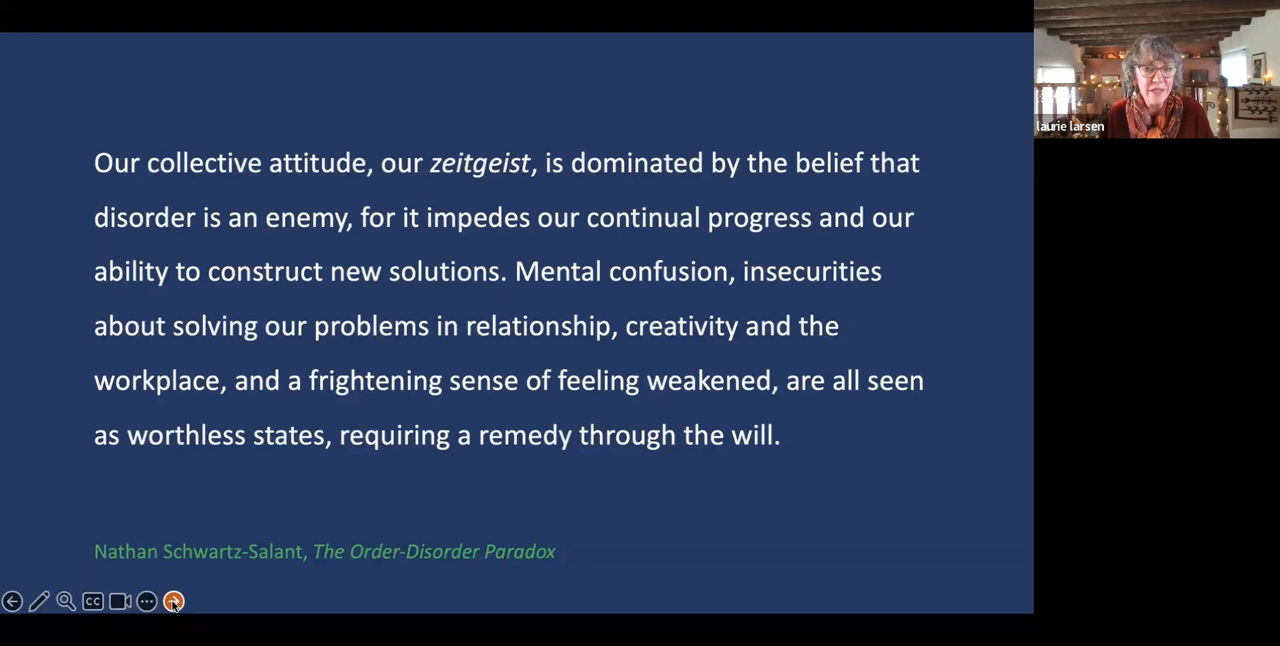 Our collective attitude, our zeitgeist, is dominated by the belief that
disorder is an enemy, for it impedes our continual progress and our
ability to construct new solutions. Mental confusion, insecurities
about solving our problems in relationship, creativity and the
workplace, and a frightening sense of feeling weakened, are all seen
as worthless states, requiring a remedy through the will.
Nathan Schwartz-Salant, The Order-Disorder Paradox
CC
laurie larsen